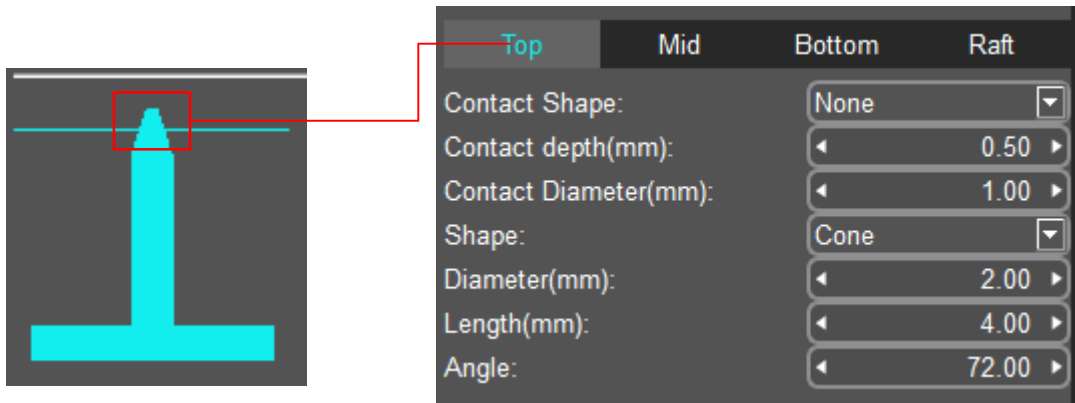 Top Mid Bottom Raft
Contact Shape: None
Contact depth(mm): 0.50
Contact Diameter(mm): 1.00
Shape: Cone
Diameter(mm): 2.00
Length(mm): 4.00
Angle: 72.00